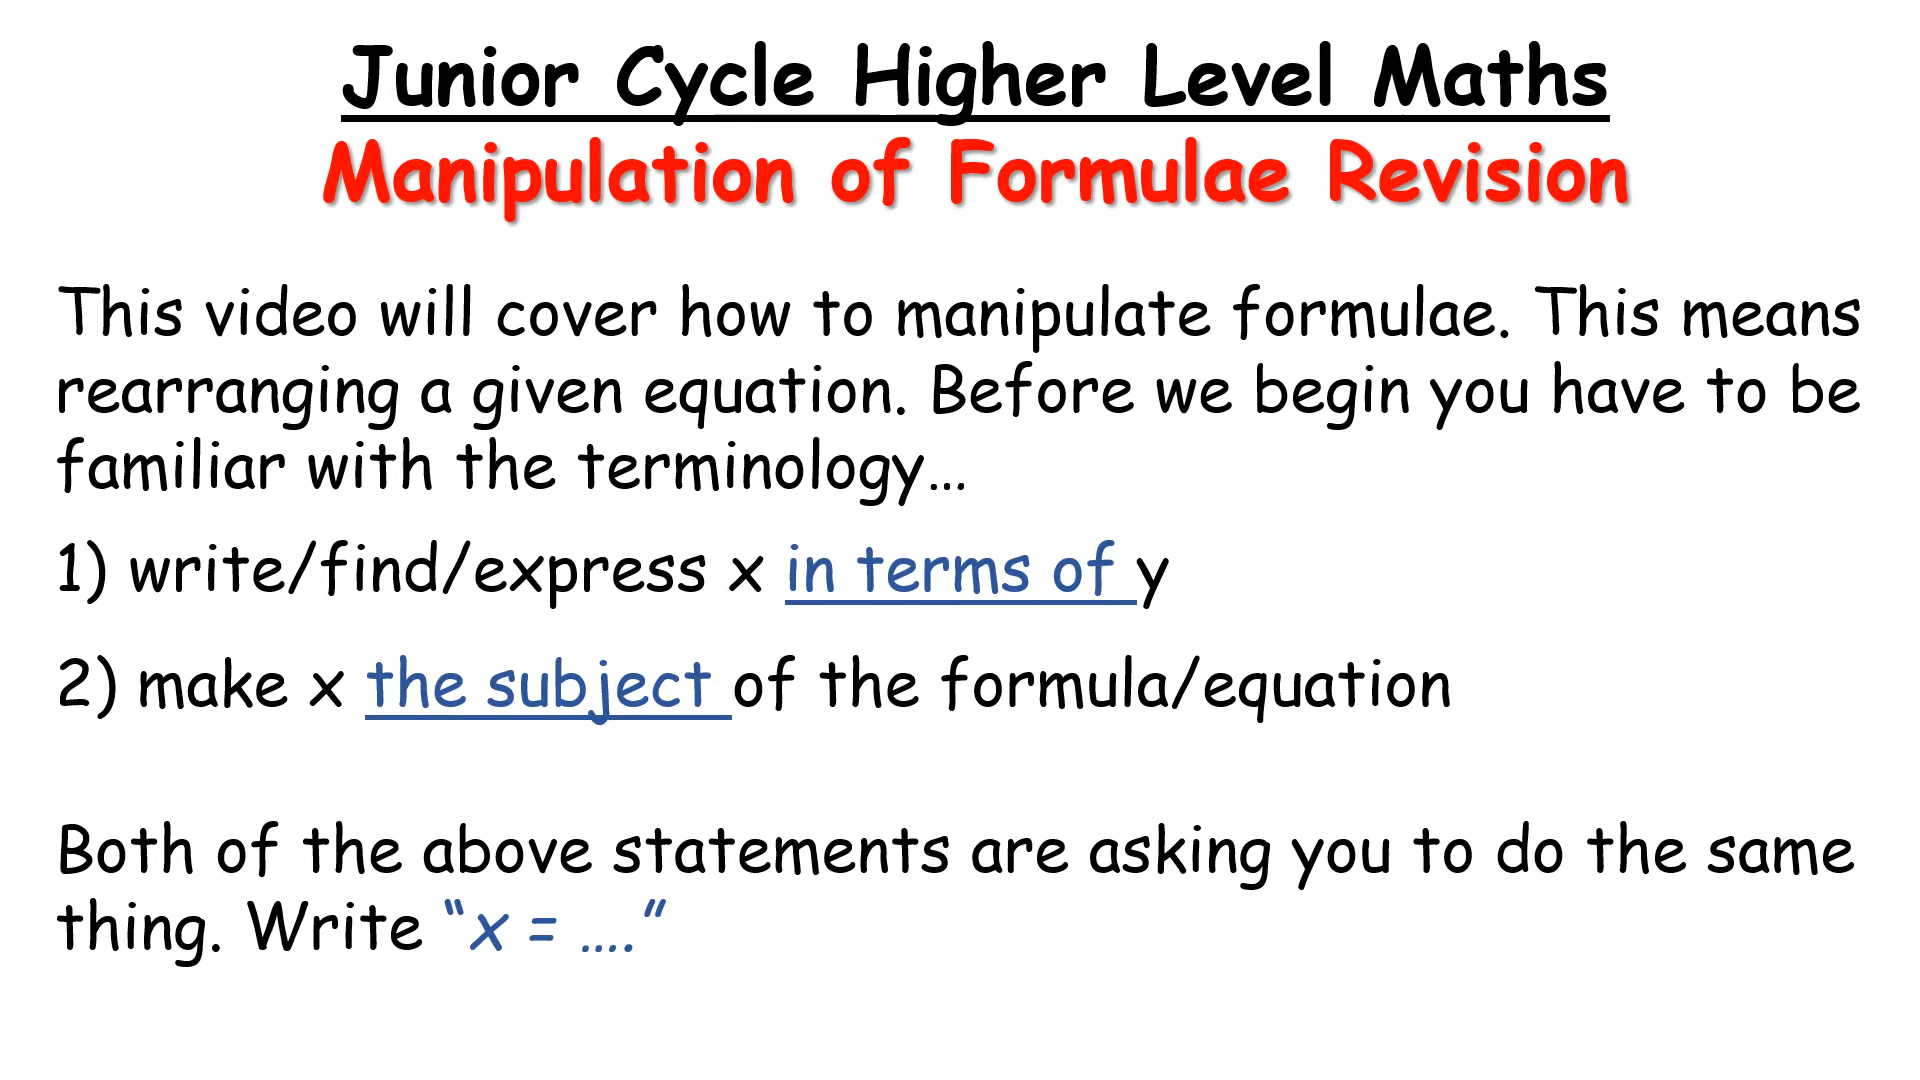 Junior Cycle Higher Level Maths
Manipulation of Formulae Revision
This video will cover how to manipulate formulae. This means
rearranging a given equation. Before we begin you have to be
familiar with the terminology...
1) write/find/express x in terms of y
2) make x the subject of the formula/equation
Both of the above statements are asking you to do the same
thing. Write “x = ....”